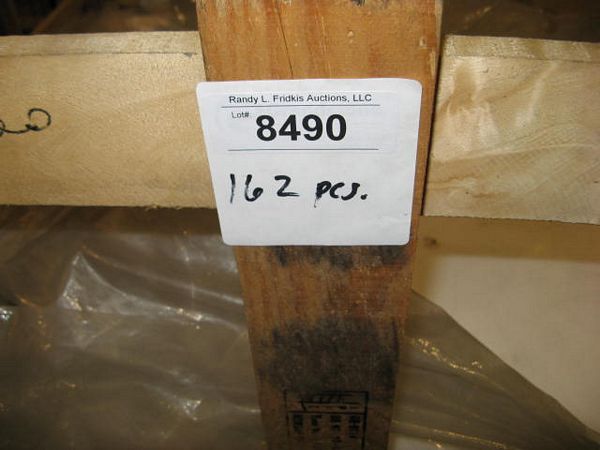 Randy L. Fridkis Auctions, LLC
Lot# 8490
162 pcs.